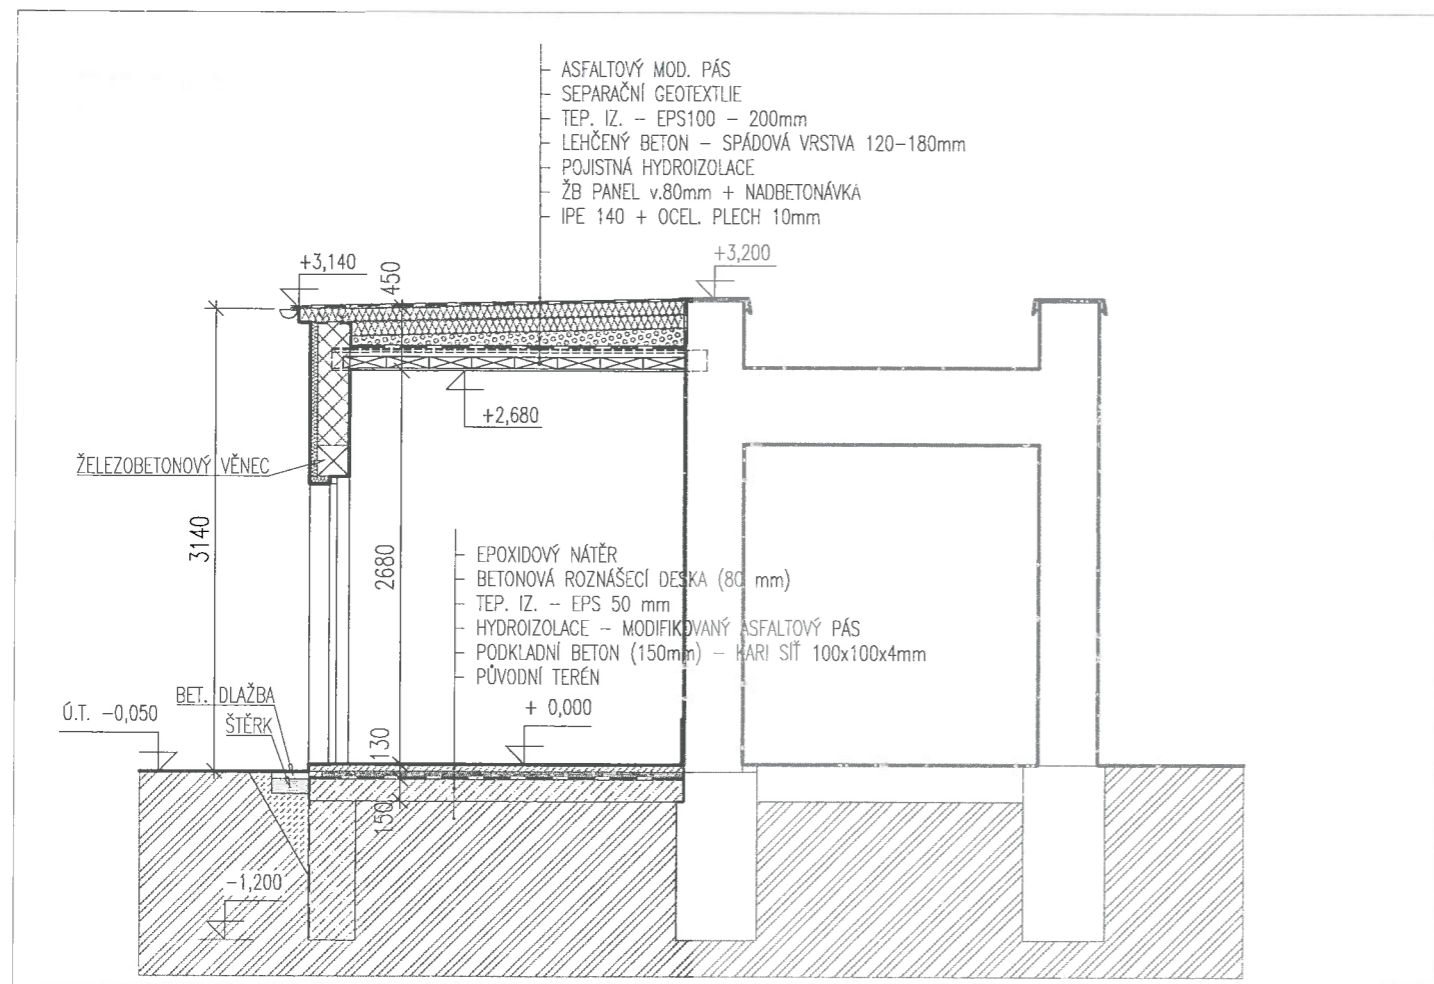 ASFALTOVÝ MOD. PÁS
SEPARAČNÍ GEOTEXTLIE
TEP. IZ. – EPS100 – 200mm
LEHČENÝ BETON – SPÁDOVÁ VRSTVA 120-180mm
POJISTNÁ HYDROIZOLACE
ŽB PANEL v.80mm + NADBETONÁVKA
IPE 140 + OCEL. PLECH 10mm
+3,140
450
+3,200
+2,680
ŽELEZOBETONOVÝ VĚNEC
3140
2680
EPOXIDOVÝ NÁTĚR
BETONOVÁ ROZNÁŠECÍ DESKA (80 mm)
TEP. IZ. – EPS 50 mm
HYDROIZOLACE – MODIFIKOVANÝ ASFALTOVÝ PÁS
PODKLADNÍ BETON (150mm) – KARI SÍŤ 100x100x4mm
PŮVODNÍ TERÉN
BET. DLAŽBA
Ú.T. -0,050
ŠTĚRK
+ 0,000
130
150
-1,200